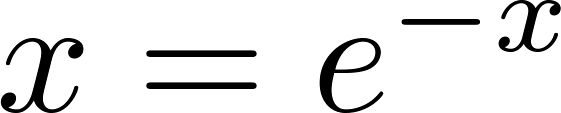 x = e^{-x}